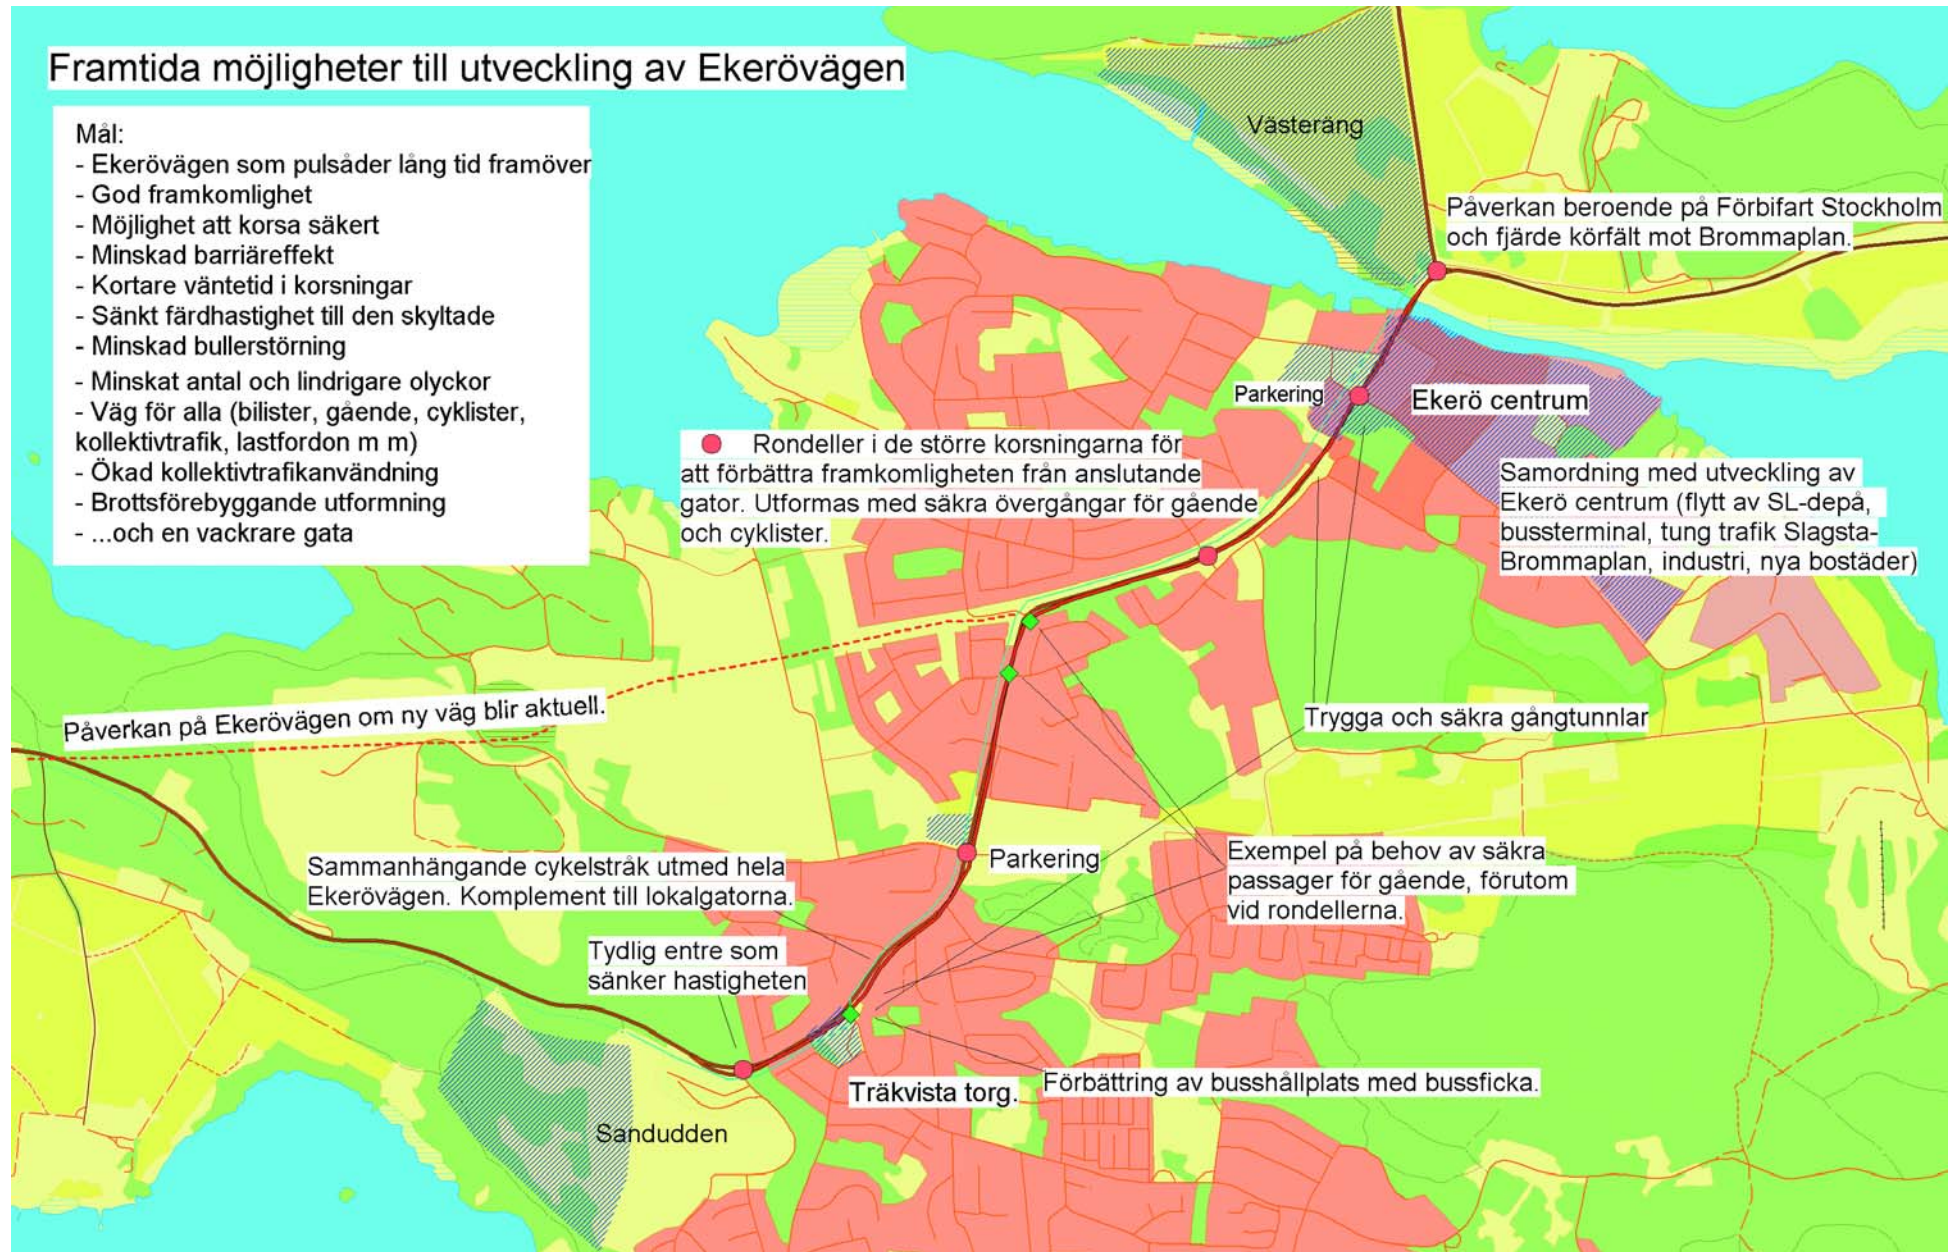 Framtida möjligheter till utveckling av Ekerövägen
Mål:
- Ekerövägen som pulsåder lång tid framöver
- God framkomlighet
- Möjlighet att korsa säkert
- Minskad barriäreffekt
- Kortare väntetid i korsningar
- Sänkt färdhastighet till den skyltade
- Minskad bullerstörning
- Minskat antal och lindrigare olyckor
- Väg för alla (bilister, gående, cyklister,
kollektivtrafik, lastfordon m m)
- Ökad kollektivtrafikanvändning
- Brottsförebyggande utformning
- ...och en vackrare gata
Västeräng
Påverkan beroende på Förbifart Stockholm
och fjärde körfält mot Brommaplan.
Parkering
Ekerö centrum
Rondeller i de större korsningarna för
att förbättra framkomligheten från anslutande
gator. Utformas med säkra övergångar för gående
och cyklister.
Samordning med utveckling av
Ekerö centrum (flytt av SL-depå,
bussterminal, tung trafik Slagsta-
Brommaplan, industri, nya bostäder)
Påverkan på Ekerövägen om ny väg blir aktuell.
Trygga och säkra gångtunnlar
Sammanhängande cykelstråk utmed hela
Ekerövägen. Komplement till lokalgatorna.
Parkering
Exempel på behov av säkra
passager för gående, förutom
vid rondellerna.
Tydlig entre som
sänker hastigheten
Träkvista torg.
Förbättring av busshållplats med bussficka.
Sandudden